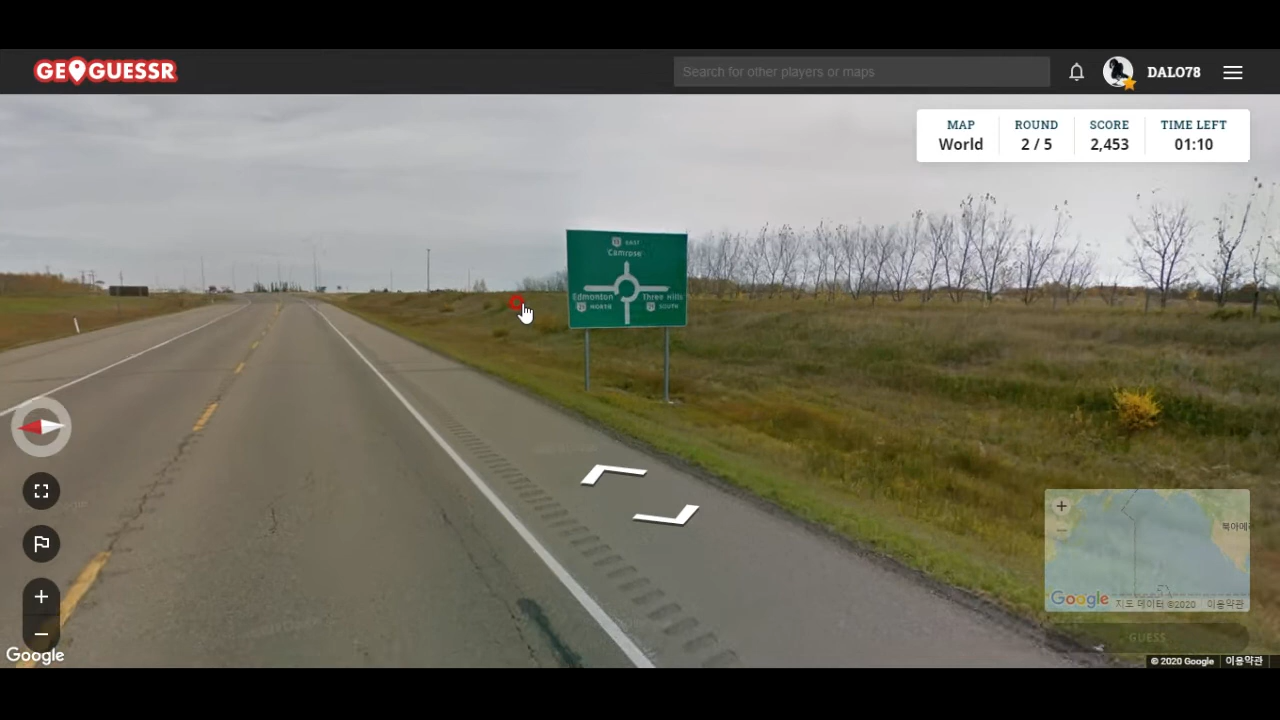 GEOGUESSR
Search for other players or maps
DALO78
MAP
World
ROUND
2 / 5
SCORE
2,453
TIME LEFT
01:10
EAST
Camrose
Edmonton
Three Hills
NORTH
SOUTH
+
−
Google
지도 데이터 ©2020
이용약관
GUESS
+
−
Google
© 2020 Google
이용약관